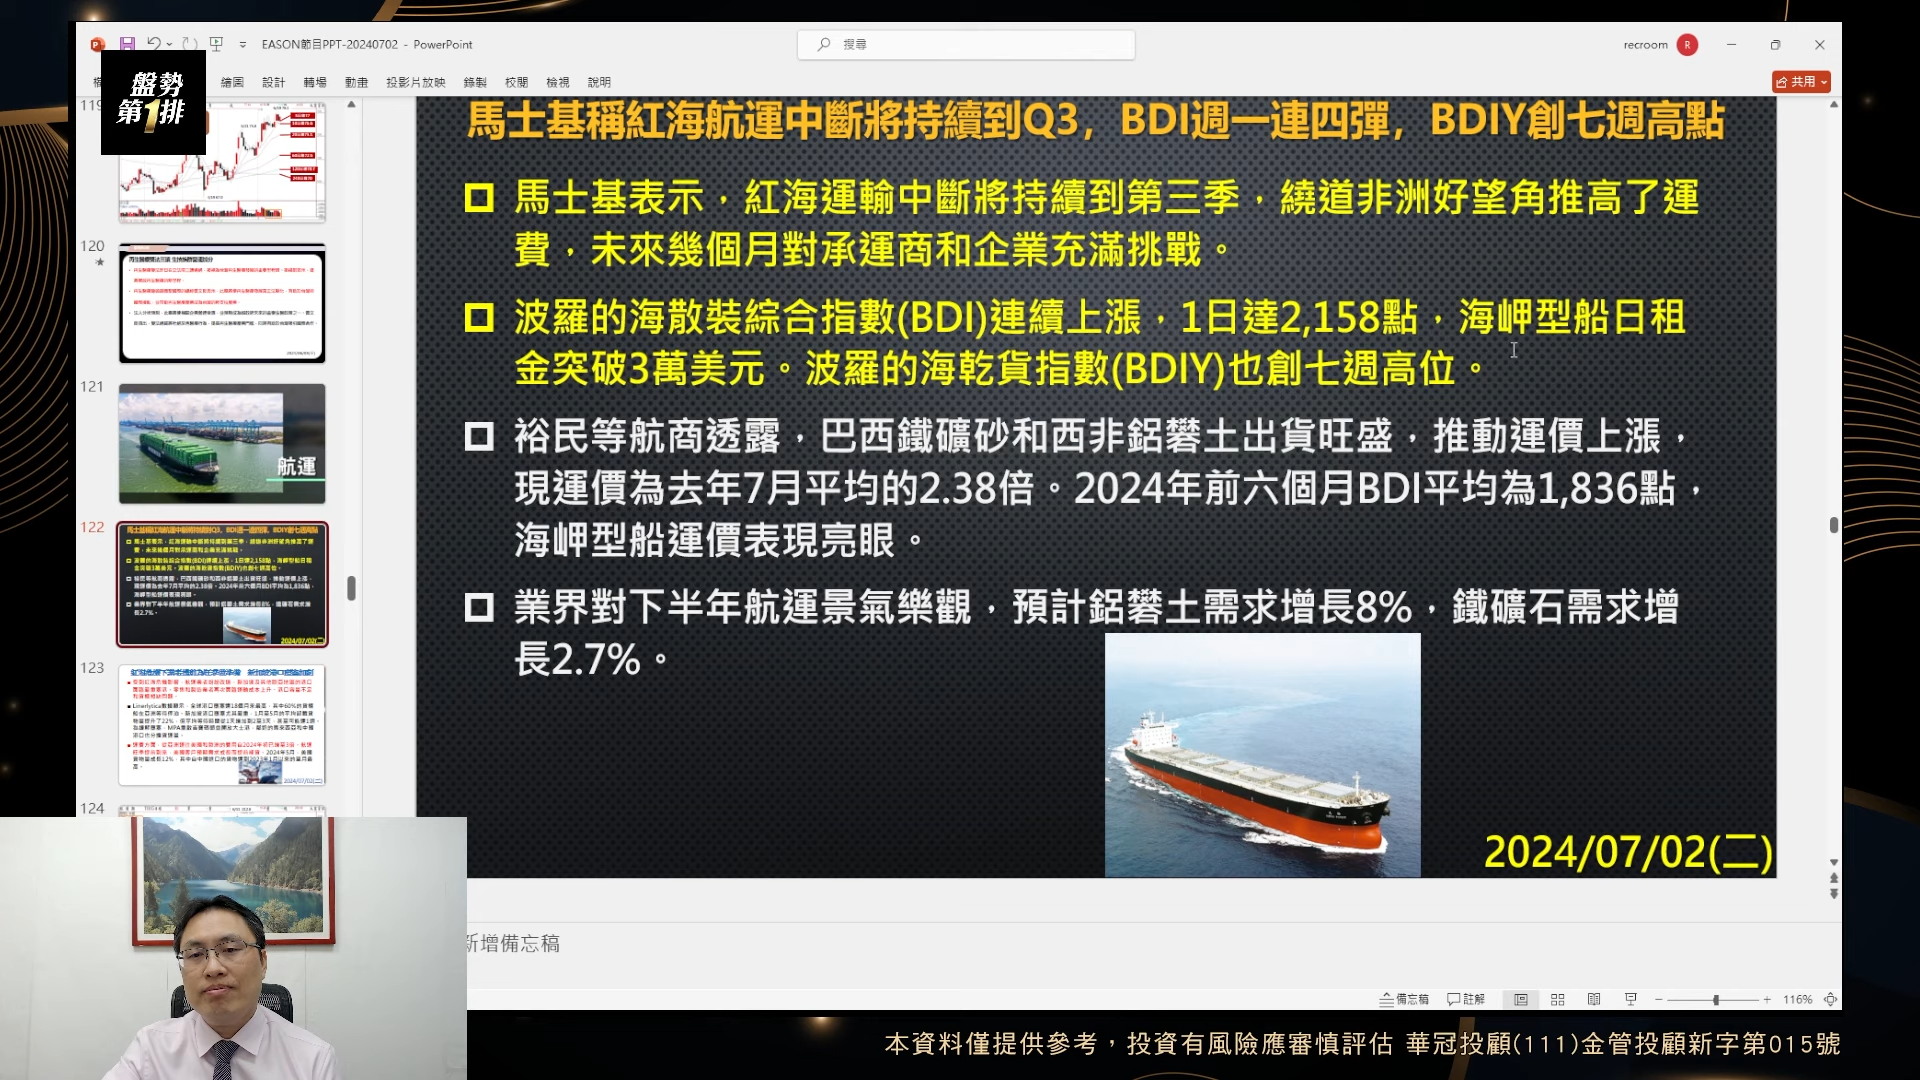 EASON節目PPT-20240702 - PowerPoint
搜尋
recroom
R
繪圖 設計 轉場 動畫 投影片放映 錄製 校閱 檢視 說明
共用
盤勢
第1排
119
120
121
航運
122
123
124
馬士基稱紅海航運中斷將持續到Q3，BDI週一連四彈，BDIY創七週高點
馬士基表示，紅海運輸中斷將持續到第三季，繞道非洲好望角推高了運
費，未來幾個月對承運商和企業充滿挑戰。
波羅的海散裝綜合指數(BDI)連續上漲，1日達2,158點，海岬型船日租
金突破3萬美元。波羅的海乾貨指數(BDIY)也創七週高位。
裕民等航商透露，巴西鐵礦砂和西非鋁礬土出貨旺盛，推動運價上漲，
現運價為去年7月平均的2.38倍。2024年前六個月BDI平均為1,836點，
海岬型船運價表現亮眼。
業界對下半年航運景氣樂觀，預計鋁礬土需求增長8%，鐵礦石需求增
長2.7%。
2024/07/02(二)
新增備忘稿
備忘稿 註解 116%
本資料僅提供參考，投資有風險應審慎評估 華冠投顧(111)金管投顧新字第015號